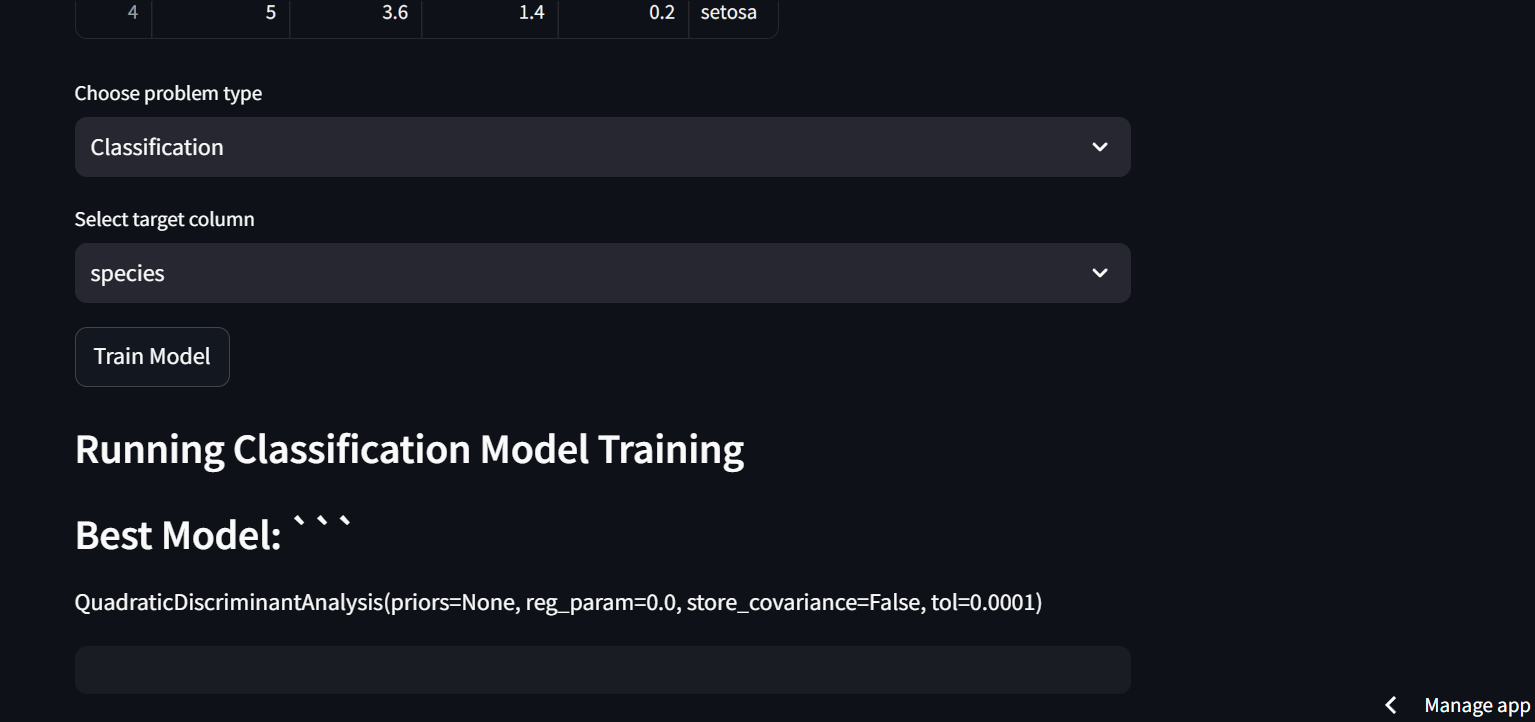 4 5 3.6 1.4 0.2 setosa
Choose problem type
Classification
Select target column
species
Train Model
Running Classification Model Training
Best Model: ```
QuadraticDiscriminantAnalysis(priors=None, reg_param=0.0, store_covariance=False, tol=0.0001)
Manage app